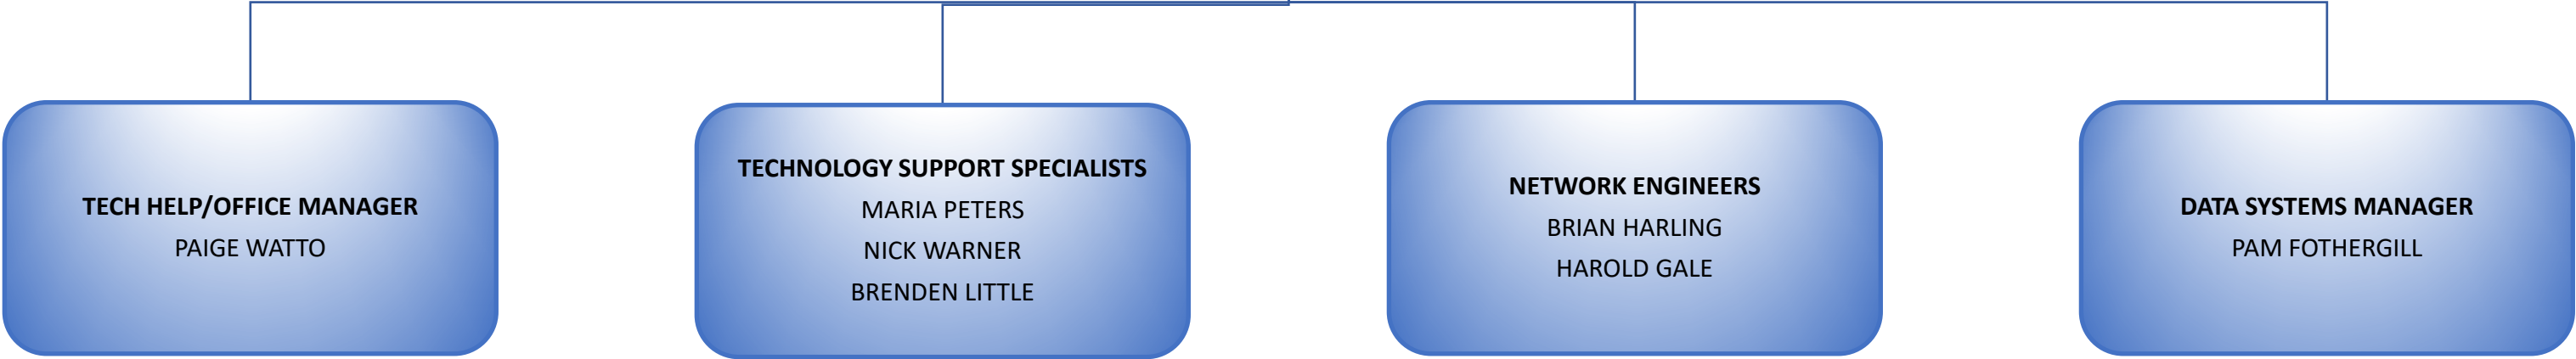 TECH HELP/OFFICE MANAGER
PAIGE WATTO
TECHNOLOGY SUPPORT SPECIALISTS
MARIA PETERS
NICK WARNER
BRENDEN LITTLE
NETWORK ENGINEERS
BRIAN HARLING
HAROLD GALE
DATA SYSTEMS MANAGER
PAM FOTHERGILL